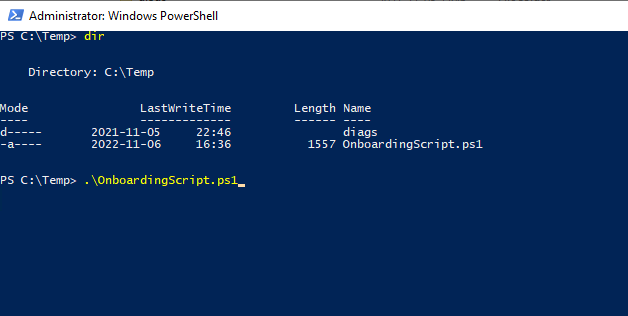 Administrator: Windows PowerShell
PS C:\Temp> dir
Directory: C:\Temp
Mode LastWriteTime Length Name
---- ------------- ------ ----
d----- 2021-11-05 22:46 diags
-a---- 2022-11-06 16:36 1557 OnboardingScript.ps1
PS C:\Temp> .\OnboardingScript.ps1